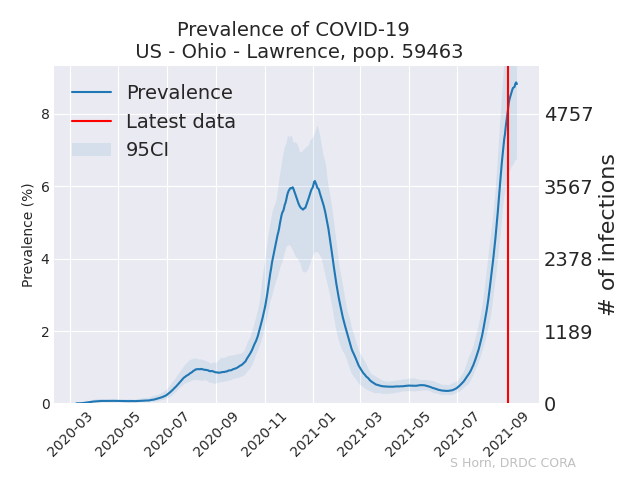 Prevalence of COVID-19
US - Ohio - Lawrence, pop. 59463
Prevalence
Latest data
95CI
Prevalence (%)
8
6
4
2
0
4757
3567
2378
1189
0
# of infections
2020-03
2020-05
2020-07
2020-09
2020-11
2021-01
2021-03
2021-05
2021-07
2021-09
S Horn, DRDC CORA